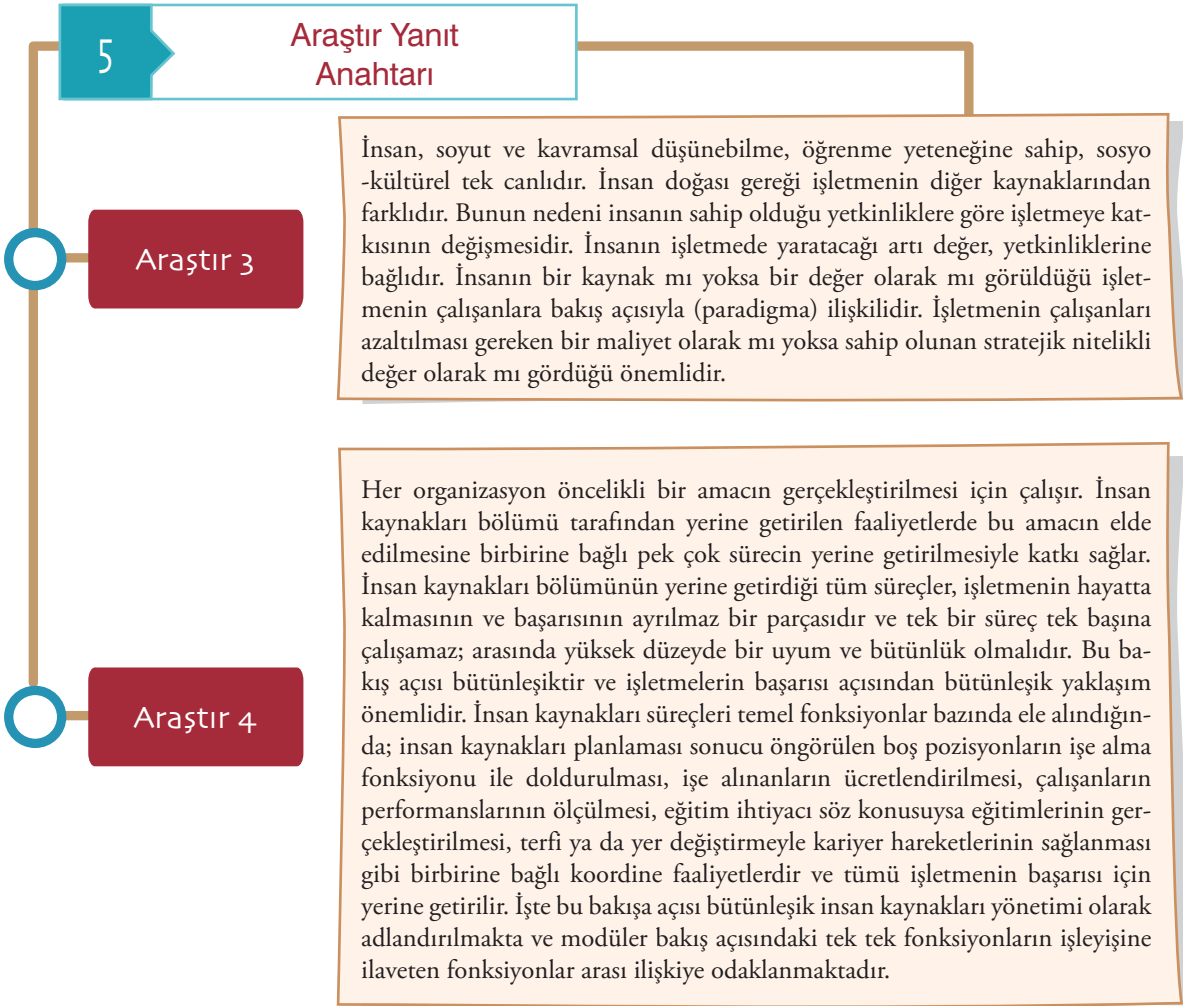 5
Araştır Yanıt
Anahtarı
Araştır 3
İnsan, soyut ve kavramsal düşünebilme, öğrenme yeteneğine sahip, sosyo
-kültürel tek canlıdır. İnsan doğası gereği işletmenin diğer kaynaklarından
farklıdır. Bunun nedeni insanın sahip olduğu yetkinliklere göre işletmeye kat-
kısının değişmesidir. İnsanın işletmede yaratacağı artı değer, yetkinliklerine
bağlıdır. İnsanın bir kaynak mı yoksa bir değer olarak mı görüldüğü işlet-
menin çalışanlara bakış açısıyla (paradigma) ilişkilidir. İşletmenin çalışanları
azaltılması gereken bir maliyet olarak mı yoksa sahip olunan stratejik nitelikli
değer olarak mı gördüğü önemlidir.
Araştır 4
Her organizasyon öncelikli bir amacın gerçekleştirilmesi için çalışır. İnsan
kaynakları bölümü tarafından yerine getirilen faaliyetlerde bu amacın elde
edilmesine birbirine bağlı pek çok sürecin yerine getirilmesiyle katkı sağlar.
İnsan kaynakları bölümünün yerine getirdiği tüm süreçler, işletmenin hayatta
kalmasının ve başarısının ayrılmaz bir parçasıdır ve tek bir süreç tek başına
çalışamaz; arasında yüksek düzeyde bir uyum ve bütünlük olmalıdır. Bu ba-
kış açısı bütünleşiktir ve işletmelerin başarısı açısından bütünleşik yaklaşım
önemlidir. İnsan kaynakları süreçleri temel fonksiyonlar bazında ele alındığın-
da; insan kaynakları planlaması sonucu öngörülen boş pozisyonların işe alma
fonksiyonu ile doldurulması, işe alınanların ücretlendirilmesi, çalışanların
performanslarının ölçülmesi, eğitim ihtiyacı söz konusuysa eğitimlerinin ger-
çekleştirilmesi, terfi ya da yer değiştirmeyle kariyer hareketlerinin sağlanması
gibi birbirine bağlı koordine faaliyetlerdir ve tümü işletmenin başarısı için
yerine getirilir. İşte bu bakışa açısı bütünleşik insan kaynakları yönetimi olarak
adlandırılmakta ve modüler bakış açısındaki tek tek fonksiyonların işleyişine
ilaveten fonksiyonlar arası ilişkiye odaklanmaktadır.